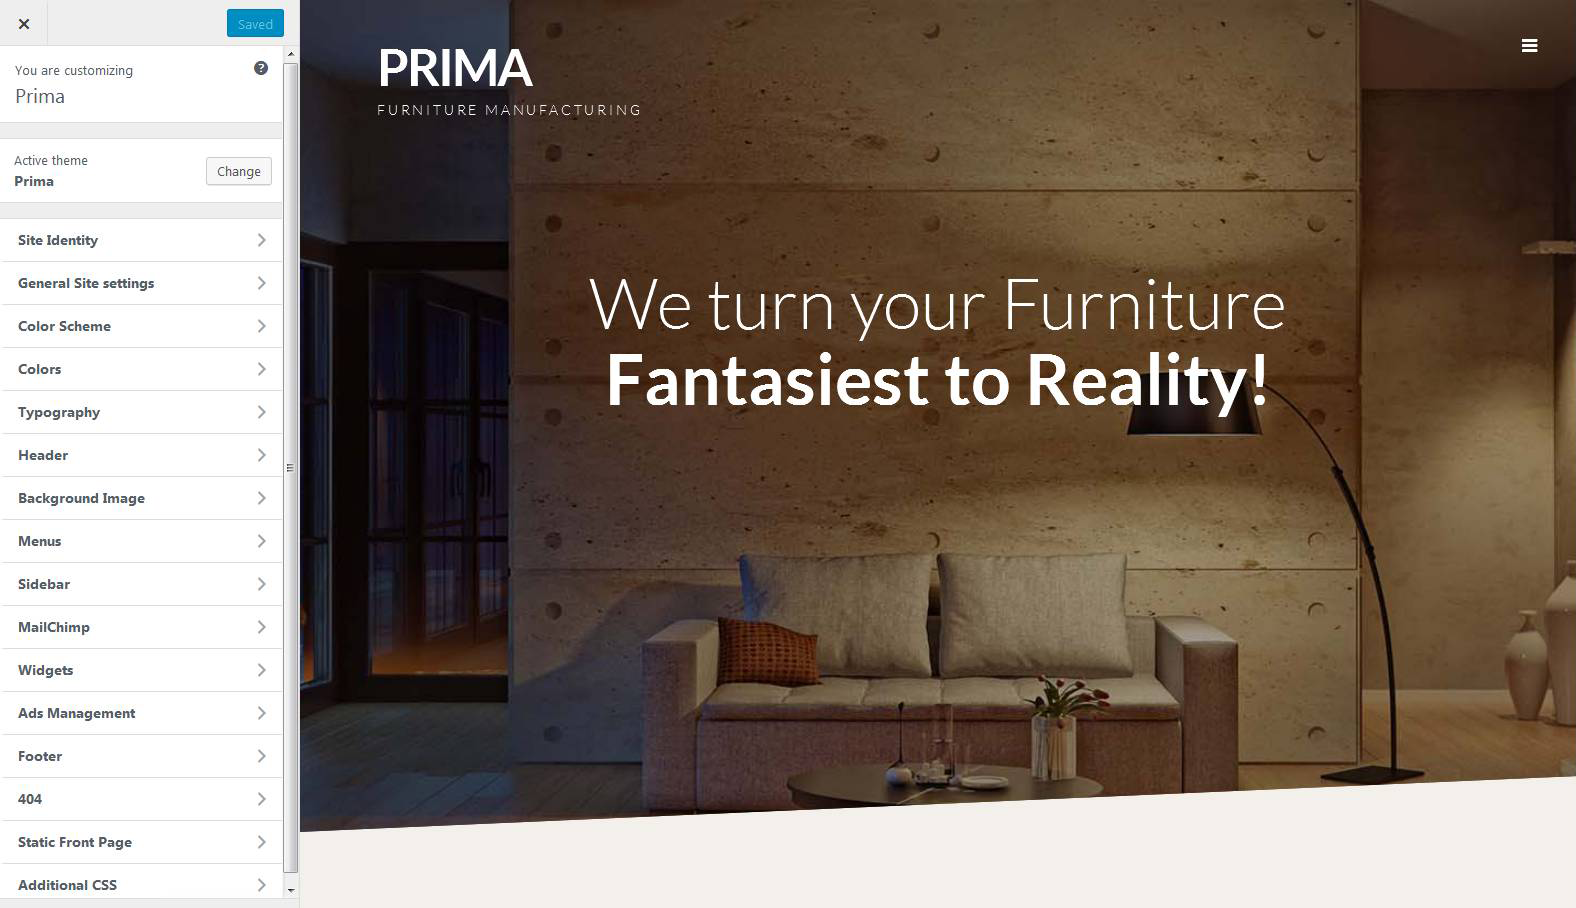 Saved
You are customizing
Prima
Active theme
Prima
Change
Site Identity
General Site settings
Color Scheme
Colors
Typography
Header
Background Image
Menus
Sidebar
MailChimp
Widgets
Ads Management
Footer
404
Static Front Page
Additional CSS
PRIMA
FURNITURE MANUFACTURING
We turn your Furniture
Fantasiest to Reality!